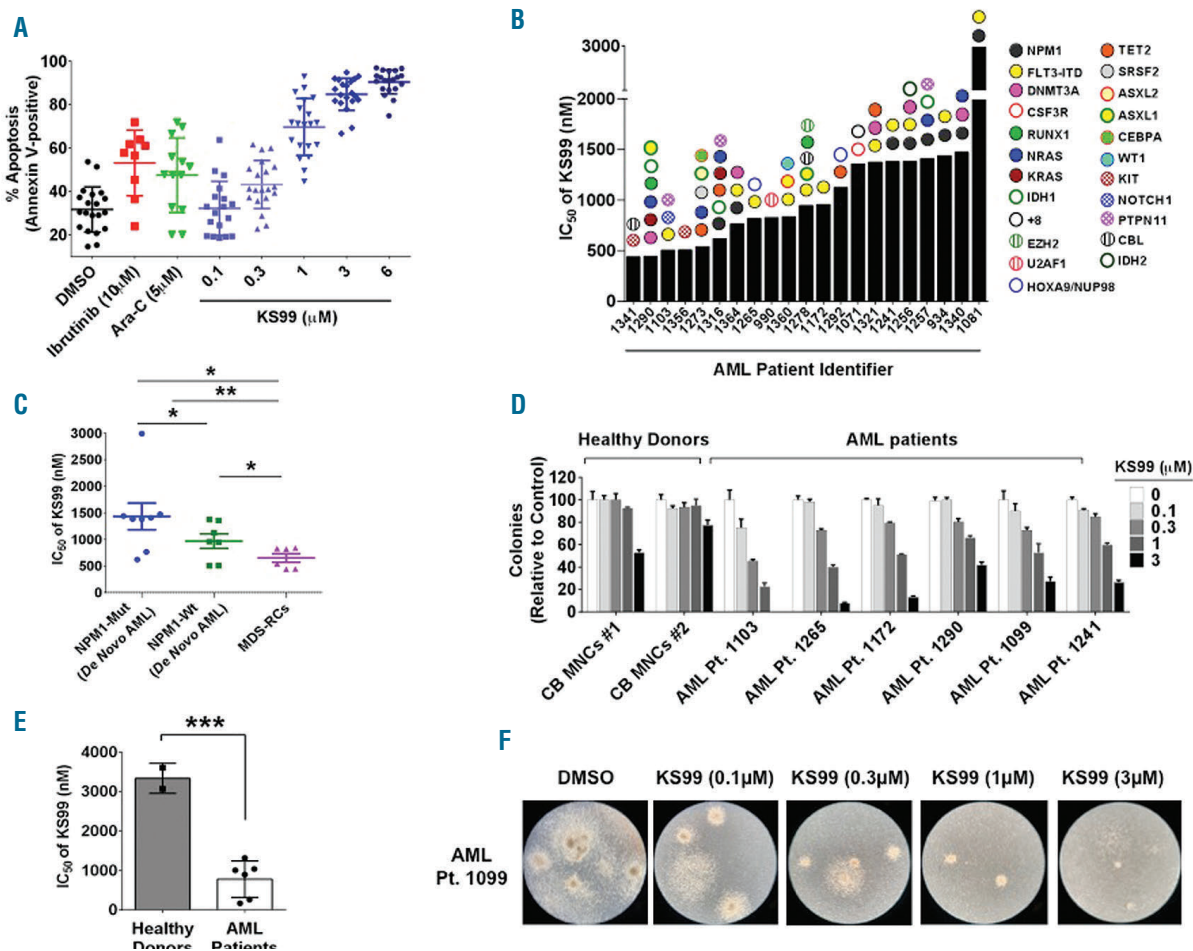 A
% Apoptosis
(Annexin V-positive)
100
80
60
40
20
DMSO
Ibrutinib (10μM)
Ara-C (5μM)
0.1
0.3
1
3
6
KS99 (μM)
B
IC50 of KS99 (nM)
3000
2000
1500
1000
500
0
1341
1290
1103
1356
1273
1316
1364
1265
990
1360
1278
1172
1292
1071
1321
1241
1256
1257
934
1340
1081
AML Patient Identifier
NPM1
FLT3-ITD
DNMT3A
CSF3R
RUNX1
NRAS
KRAS
IDH1
+8
EZH2
U2AF1
HOXA9/NUP98
TET2
SRSF2
ASXL2
ASXL1
CEBPA
WT1
KIT
NOTCH1
PTPN11
CBL
IDH2
C
*
**
*
*
IC50 of KS99 (nM)
3000
2500
2000
1500
1000
500
0
NPM1-Mut
(De Novo AML)
NPM1-Wt
(De Novo AML)
MDS-RCs
D
Healthy Donors
AML patients
Colonies
(Relative to Control)
120
100
80
60
40
20
0
CB MNCs #1
CB MNCs #2
AML Pt. 1103
AML Pt. 1265
AML Pt. 1172
AML Pt. 1290
AML Pt. 1099
AML Pt. 1241
KS99 (μM)
0
0.1
0.3
1
3
E
***
IC50 of KS99 (nM)
4000
3000
2000
1000
0
Healthy
Donors
AML
Patients
F
DMSO
KS99 (0.1μM)
KS99 (0.3μM)
KS99 (1μM)
KS99 (3μM)
AML
Pt. 1099